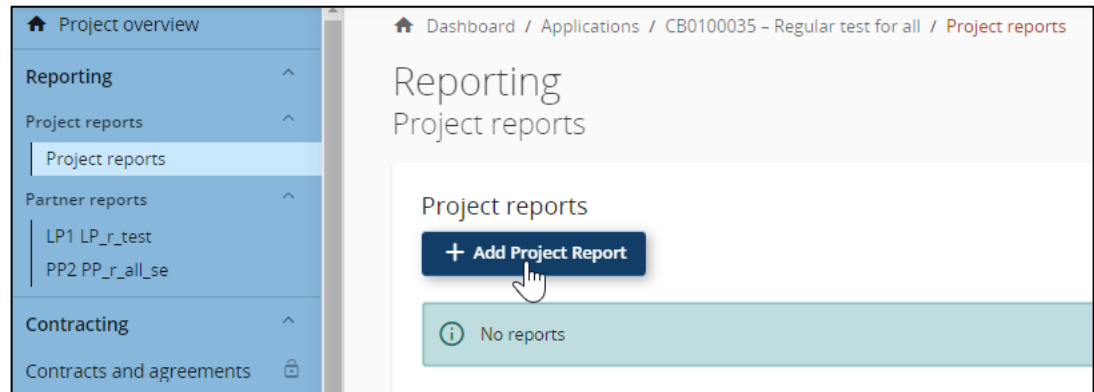 Project overview
Reporting
Project reports
Project reports
Partner reports
LP1 LP_r_test
PP2 PP_r_all_se
Contracting
Contracts and agreements
Dashboard / Applications / CB0100035 – Regular test for all / Project reports
Reporting
Project reports
Project reports
+ Add Project Report
No reports